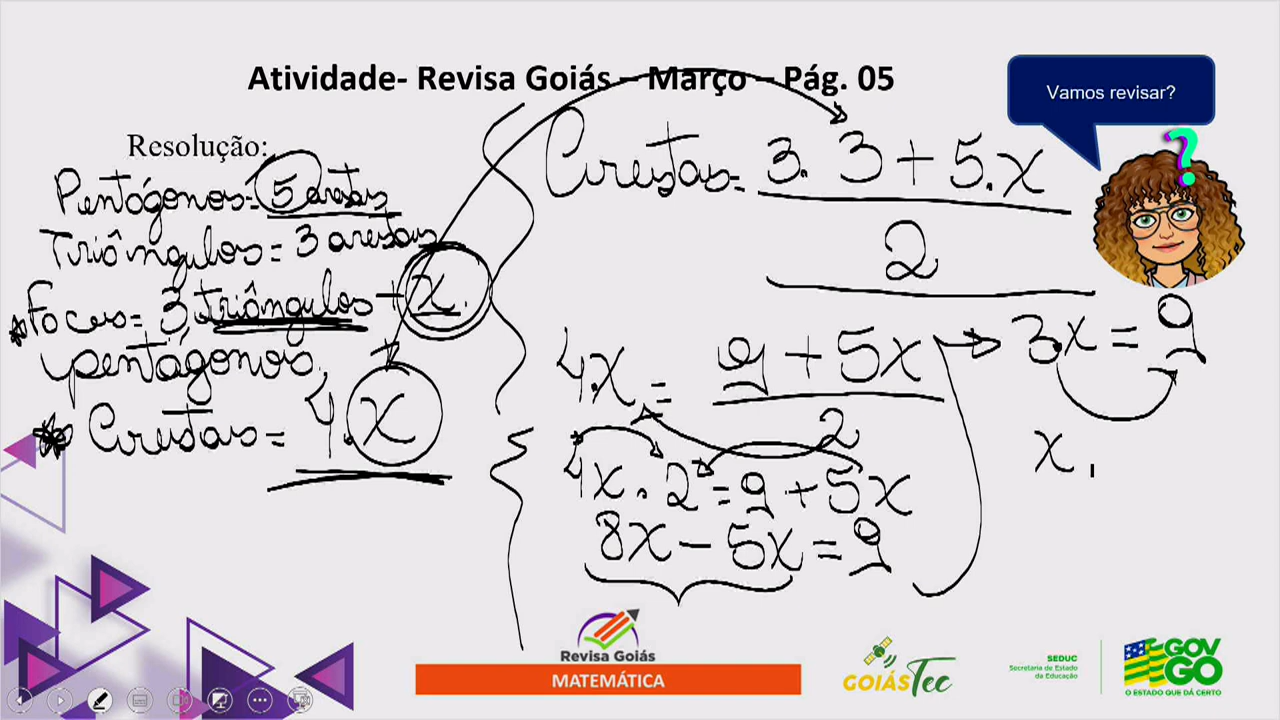 Atividade- Revisa Goiás – Março – Pág. 05
Vamos revisar?
Resolução:
Pentágonos = 5 arestas
Triângulos = 3 arestas
* Faces = 3 triângulos + x.
pentágonos.
* Arestas = 4.x
Arestas = 3.3 + 5.x
2
4.x = 9 + 5x
2
4x . 2 = 9 + 5x
8x - 5x = 9
→ 3.x = 9
x
Revisa Goiás
MATEMÁTICA
GOIÁS Tec
SEDUC
Secretaria de Estado
da Educação
GOV
GO
O ESTADO QUE DÁ CERTO